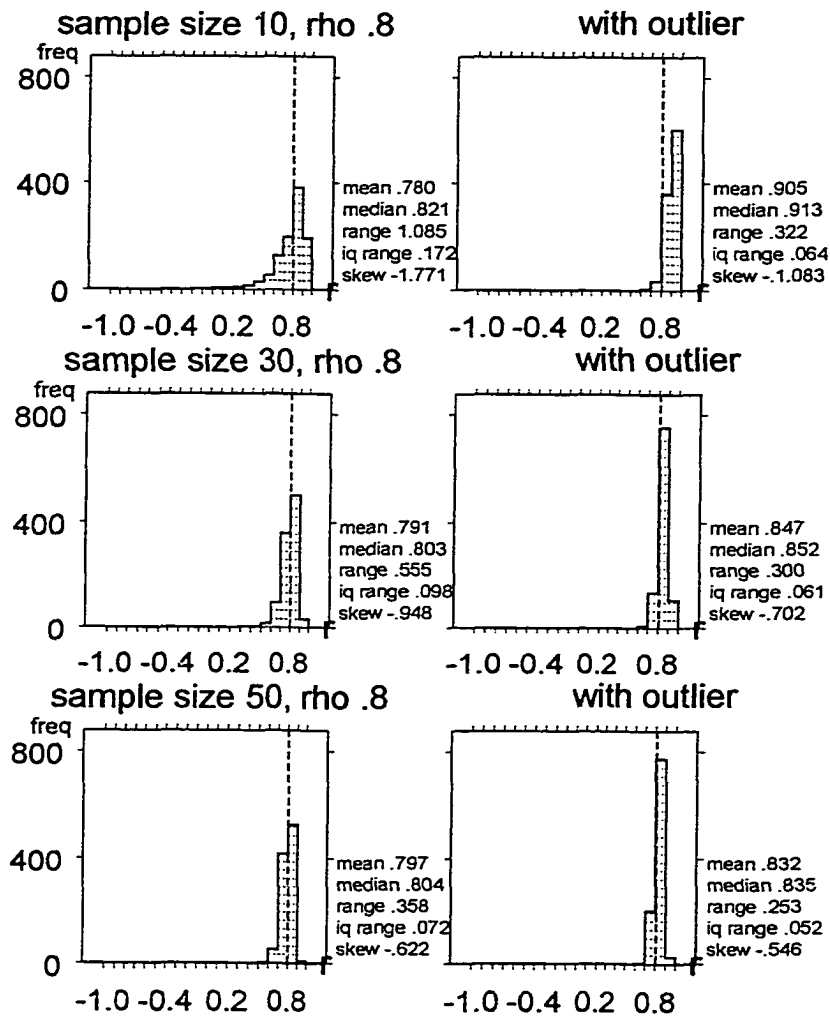 sample size 10, rho .8
freq
800
400
0
mean .780
median .821
range 1.085
iq range .172
skew -1.771
r
-1.0 -0.4 0.2 0.8
with outlier
mean .905
median .913
range .322
iq range .064
skew -.1.083
r
-1.0 -0.4 0.2 0.8
sample size 30, rho .8
freq
800
400
0
mean .791
median .803
range .555
iq range .098
skew -.948
r
-1.0 -0.4 0.2 0.8
with outlier
mean .847
median .852
range .300
iq range .061
skew -.702
r
-1.0 -0.4 0.2 0.8
sample size 50, rho .8
freq
800
400
0
mean .797
median .804
range .358
iq range .072
skew -.622
r
-1.0 -0.4 0.2 0.8
with outlier
mean .832
median .835
range .253
iq range .052
skew -.546
r
-1.0 -0.4 0.2 0.8